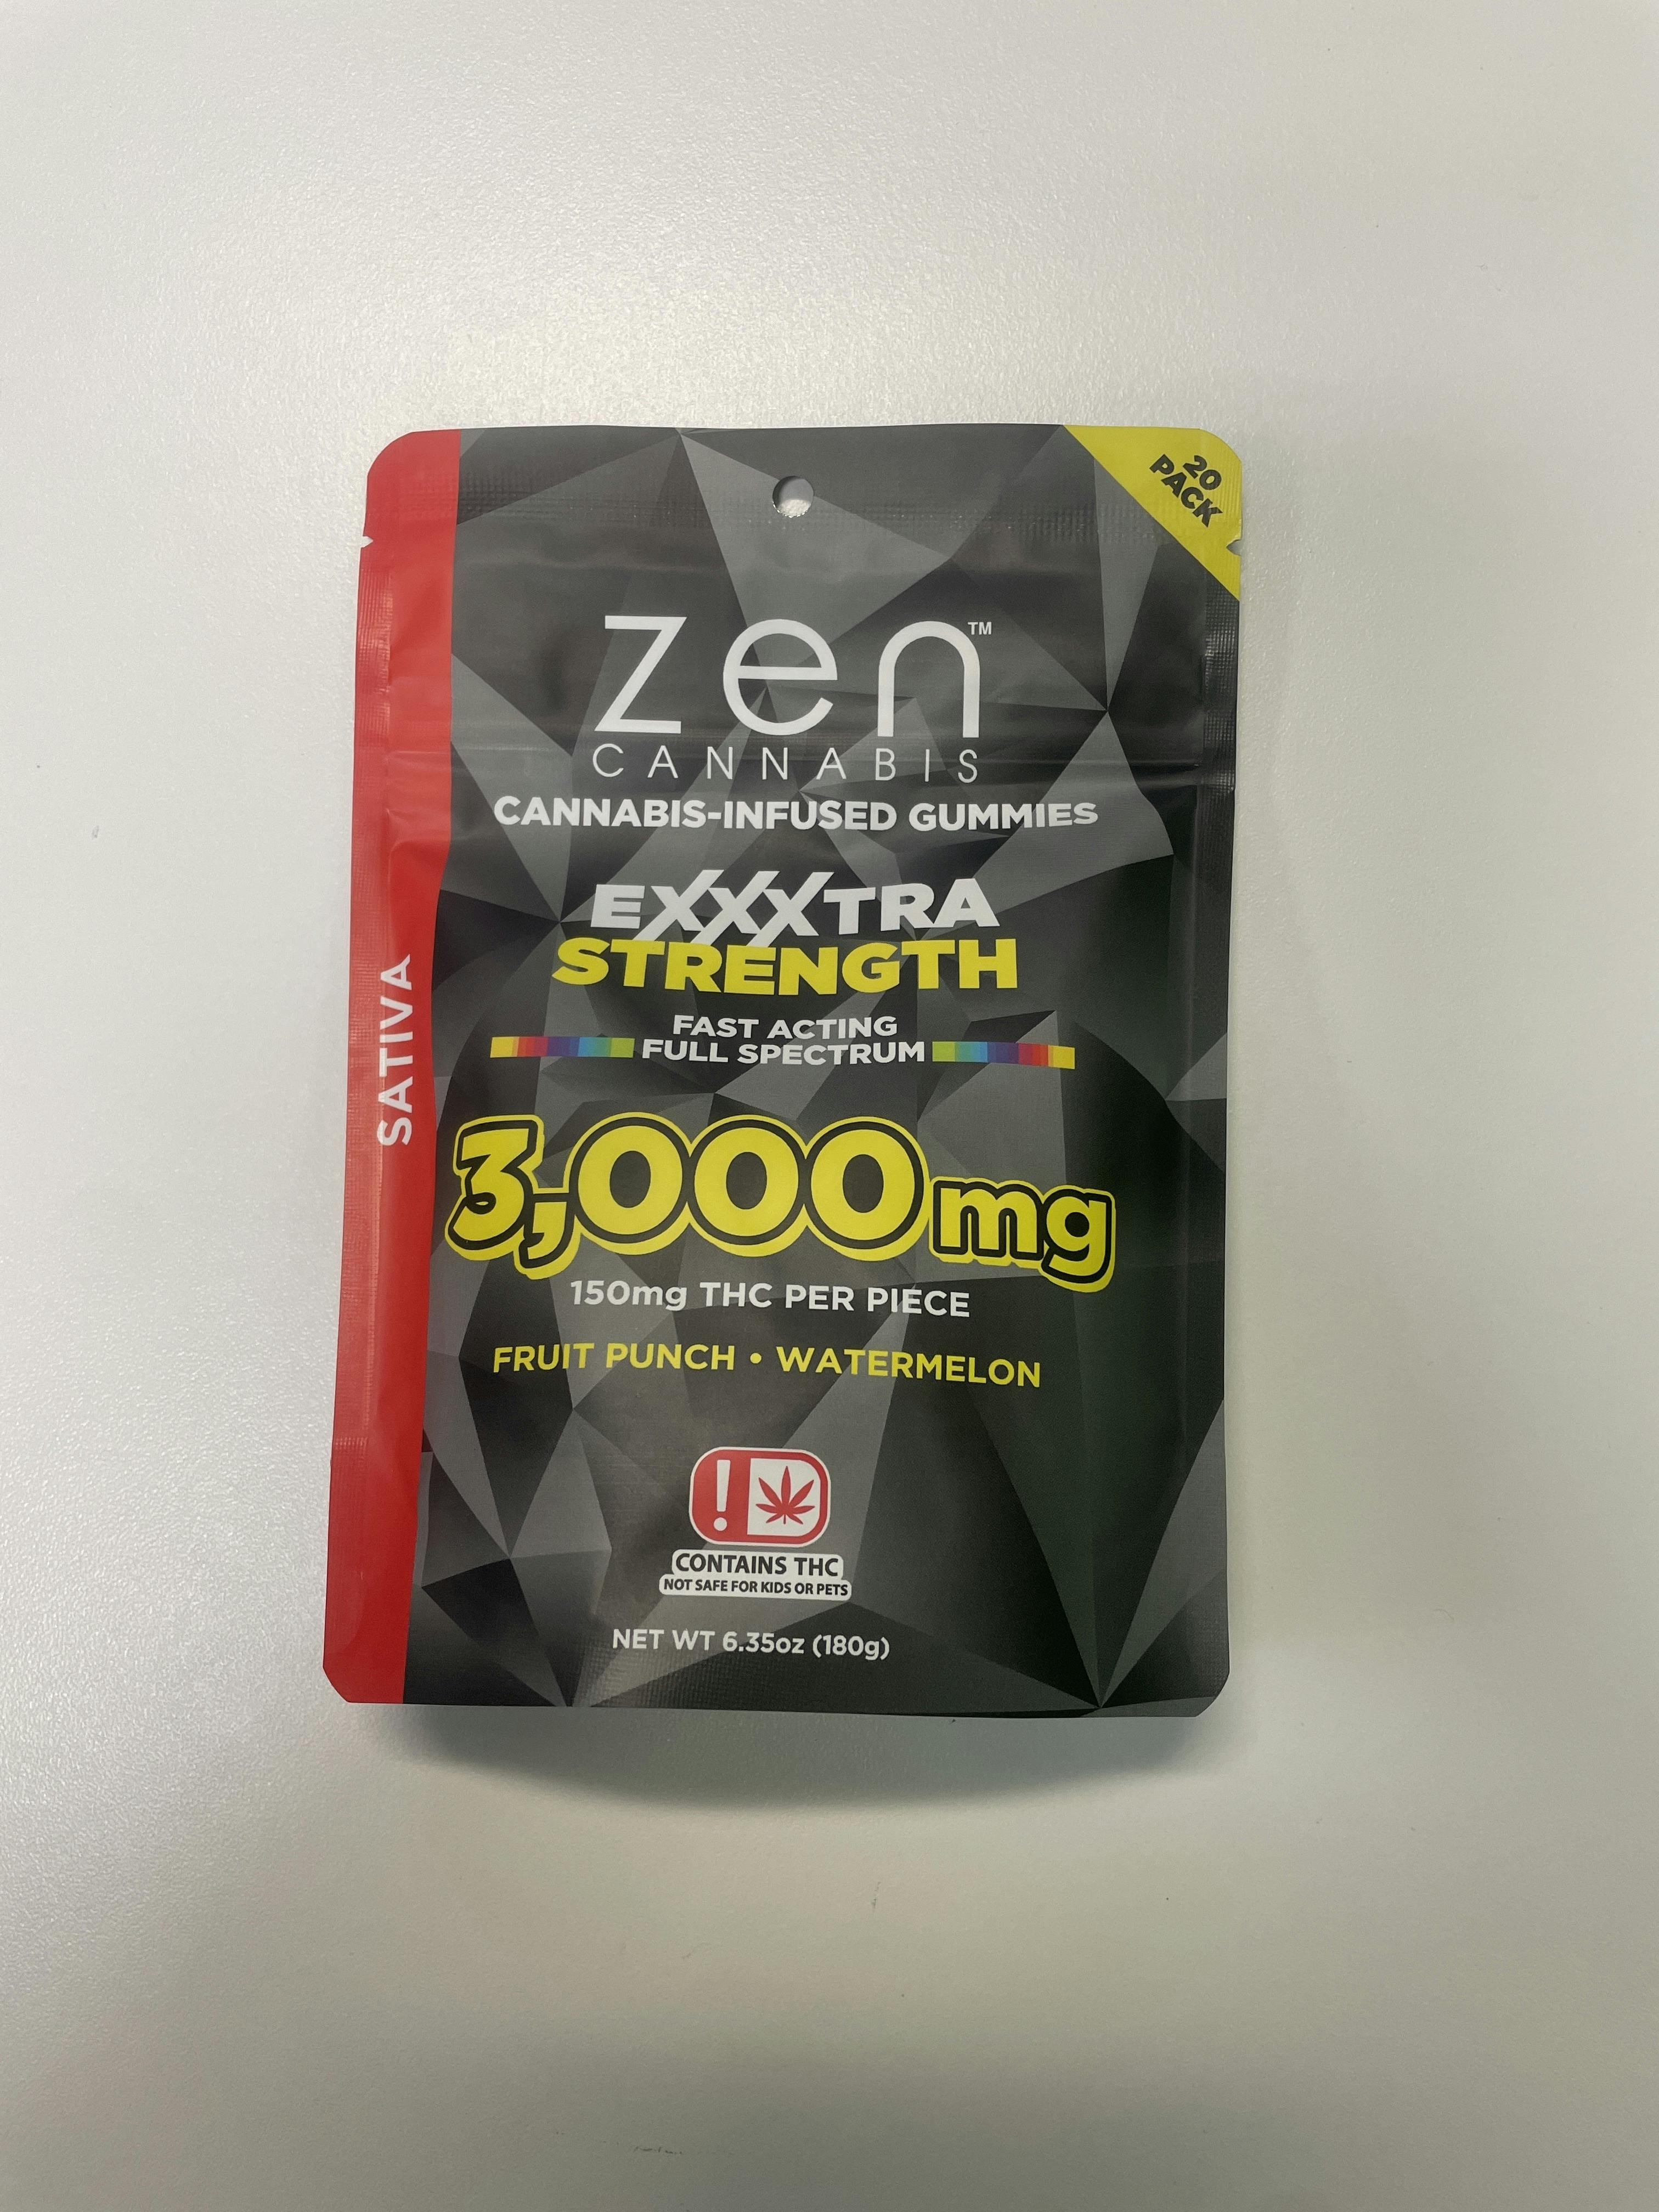 20
PACK
zen™
CANNABIS
CANNABIS-INFUSED GUMMIES
EXXXTRA
STRENGTH
FAST ACTING
FULL SPECTRUM
SATIVA
3,000mg
150mg THC PER PIECE
FRUIT PUNCH • WATERMELON
!
CONTAINS THC
NOT SAFE FOR KIDS OR PETS
NET WT 6.35oz (180g)